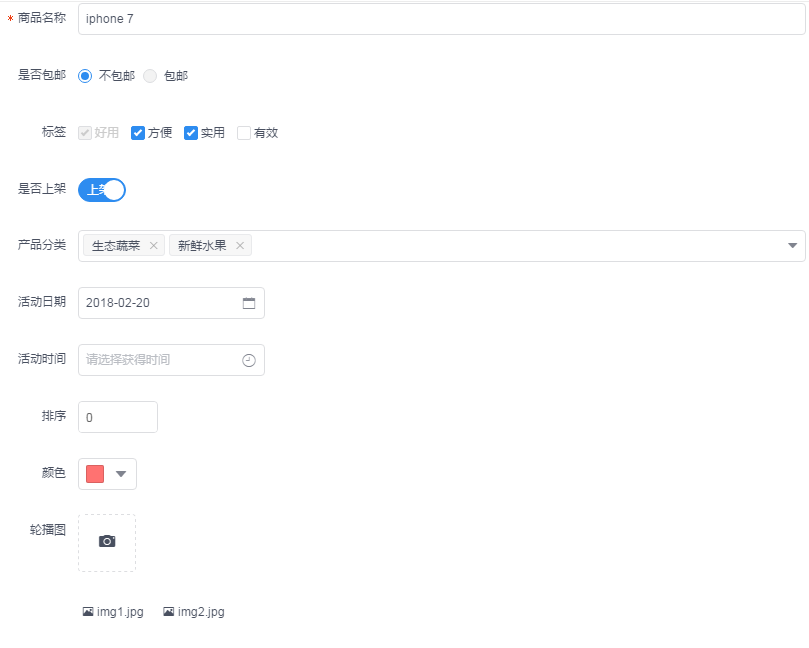 * 商品名称 iphone 7
是否包邮 不包邮 包邮
标签 好用 方便 实用 有效
是否上架 上架
产品分类 生态蔬菜 × 新鲜水果 ×
活动日期 2018-02-20
活动时间 请选择获得时间
排序 0
颜色
轮播图
img1.jpg img2.jpg